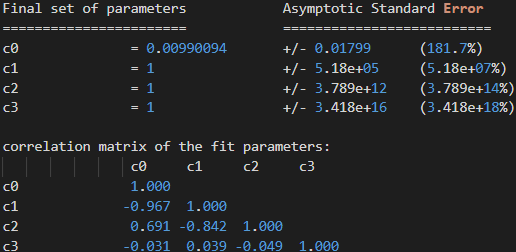 Final set of parameters Asymptotic Standard Error
======================= ==========================
c0 = 0.00990094 +/- 0.01799 (181.7%)
c1 = 1 +/- 5.18e+05 (5.18e+07%)
c2 = 1 +/- 3.789e+12 (3.789e+14%)
c3 = 1 +/- 3.418e+16 (3.418e+18%)
correlation matrix of the fit parameters:
c0 c1 c2 c3
c0 1.000
c1 -0.967 1.000
c2 0.691 -0.842 1.000
c3 -0.031 0.039 -0.049 1.000